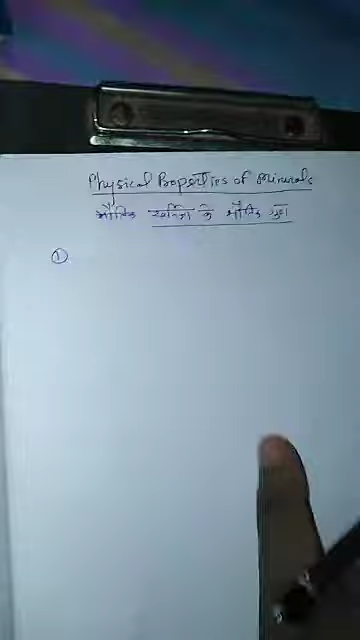 Physical Properties of Minerals
भौतिक खनिजों के भौतिक गुण
①